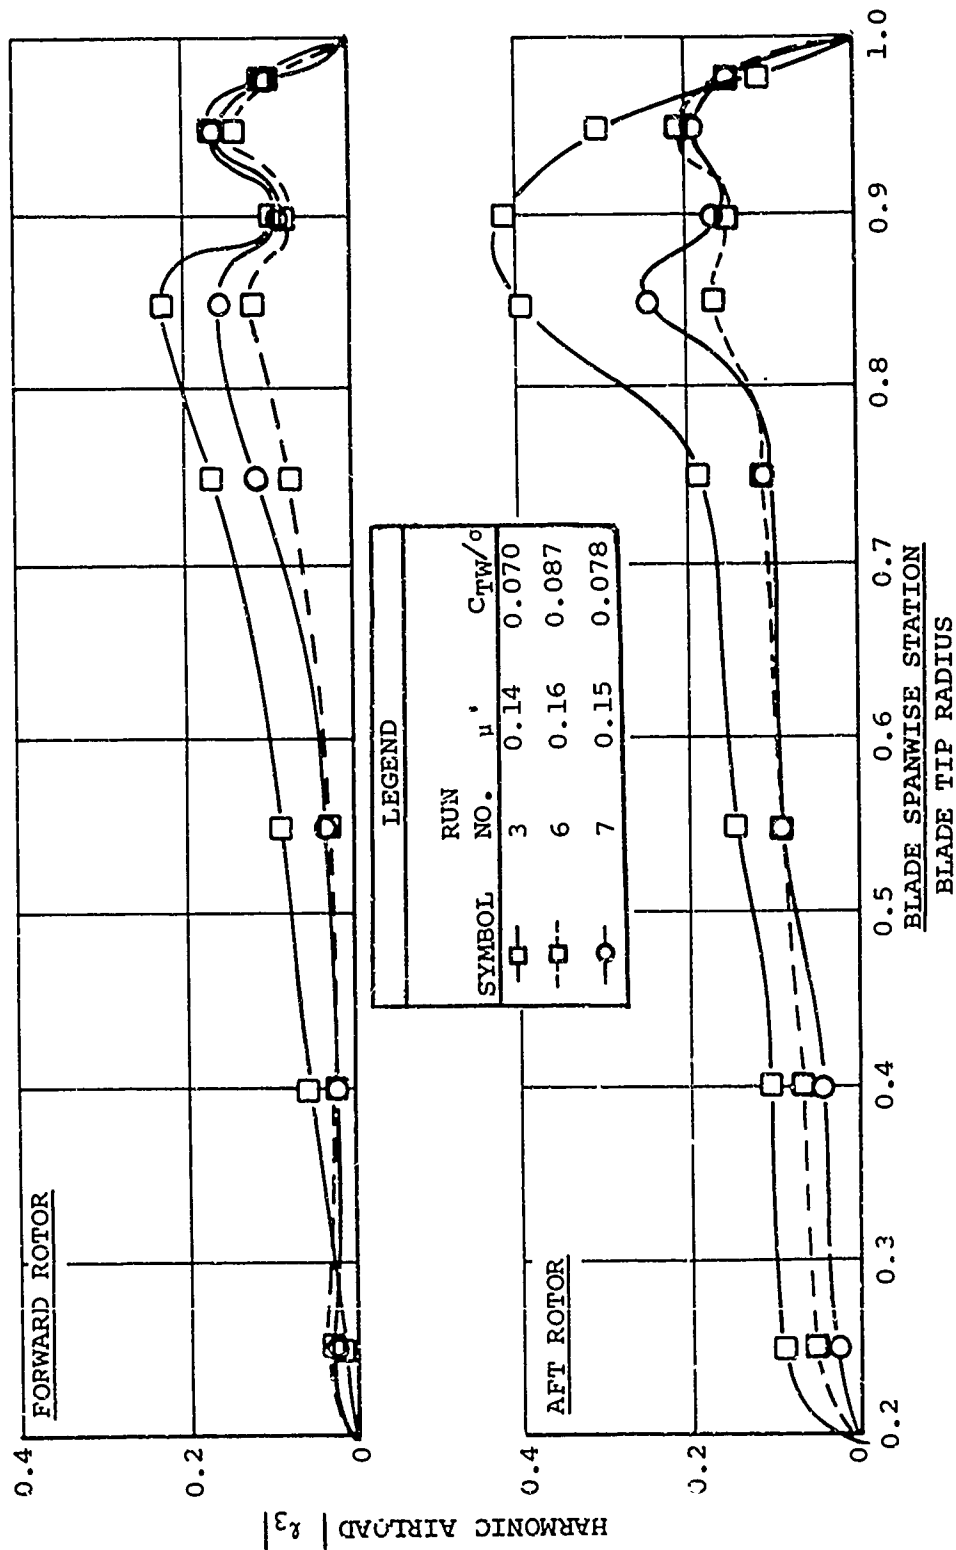 FORWARD ROTOR
0.4
0.2
0
HARMONIC AIRLOAD |ℓ3|
LEGEND
SYMBOL RUN NO. μ' CTW/σ
3 0.14 0.070
6 0.16 0.087
7 0.15 0.078
AFT ROTOR
0.4
0.2
0
0.2 0.3 0.4 0.5 0.6 0.7 0.8 0.9 1.0
BLADE SPANWISE STATION
BLADE TIP RADIUS